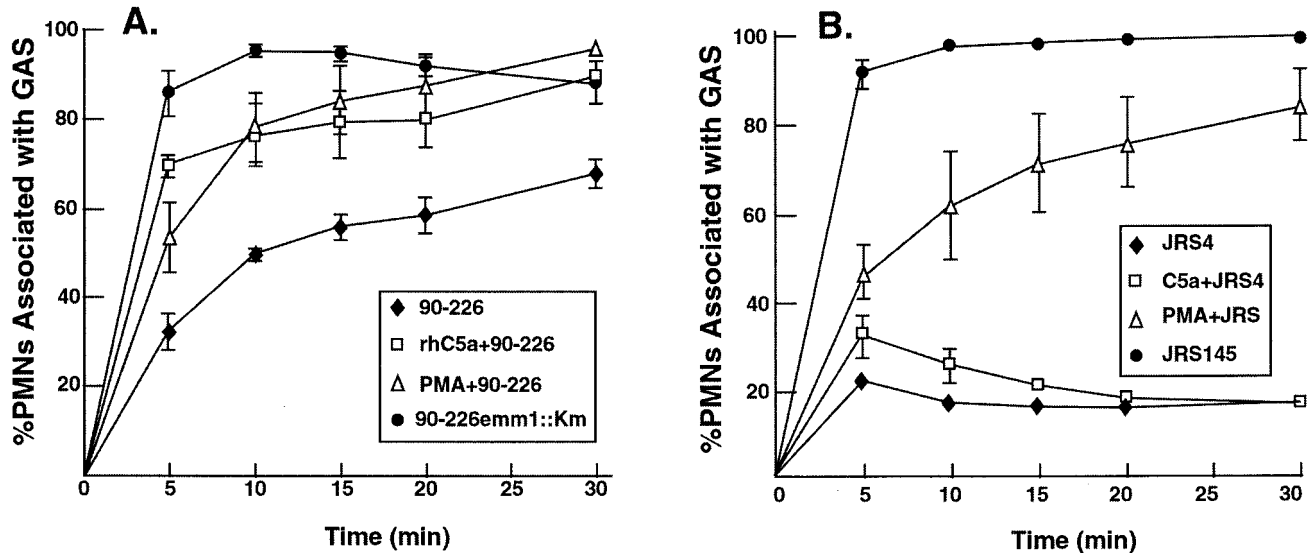 A.
%PMNs Associated with GAS
100
80
60
40
20
0
5
10
15
20
25
30
Time (min)
90-226
rhC5a+90-226
PMA+90-226
90-226emm1::Km
B.
%PMNs Associated with GAS
100
80
60
40
20
0
5
10
15
20
25
30
Time (min)
JRS4
C5a+JRS4
PMA+JRS
JRS145